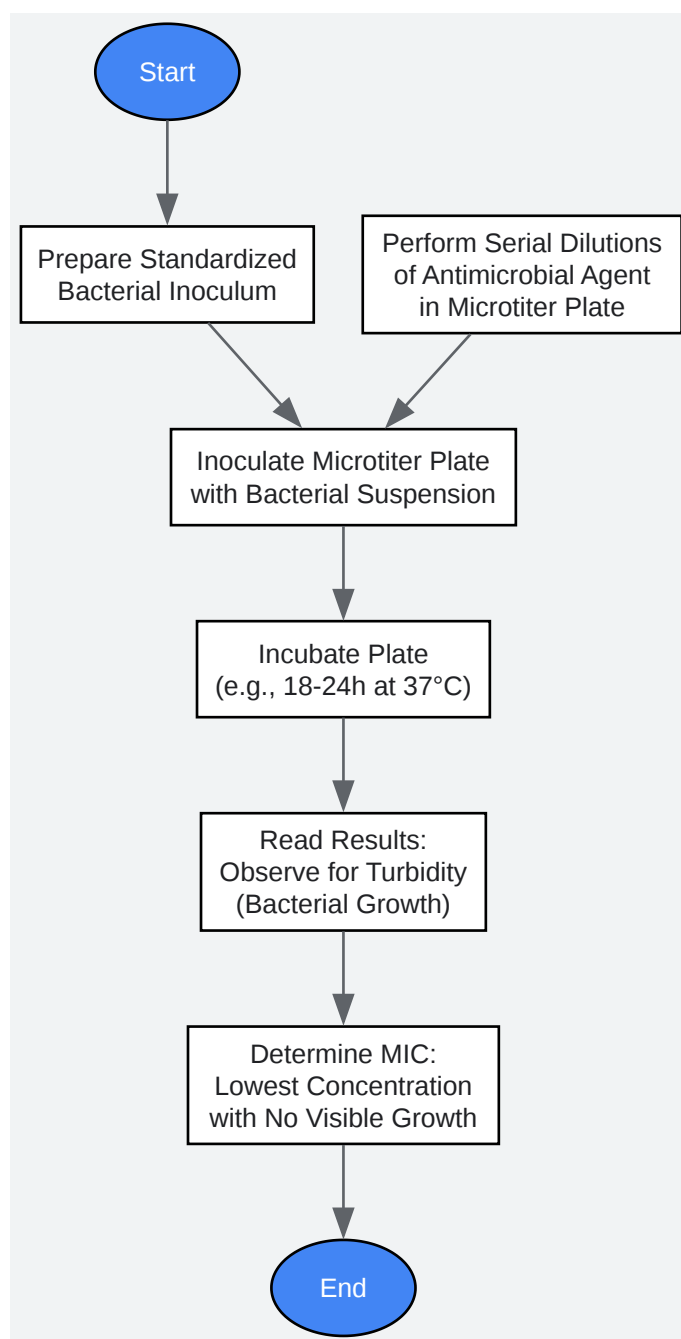 Start
Prepare Standardized
Bacterial Inoculum
Perform Serial Dilutions
of Antimicrobial Agent
in Microtiter Plate
Inoculate Microtiter Plate
with Bacterial Suspension
Incubate Plate
(e.g., 18-24h at 37°C)
Read Results:
Observe for Turbidity
(Bacterial Growth)
Determine MIC:
Lowest Concentration
with No Visible Growth
End